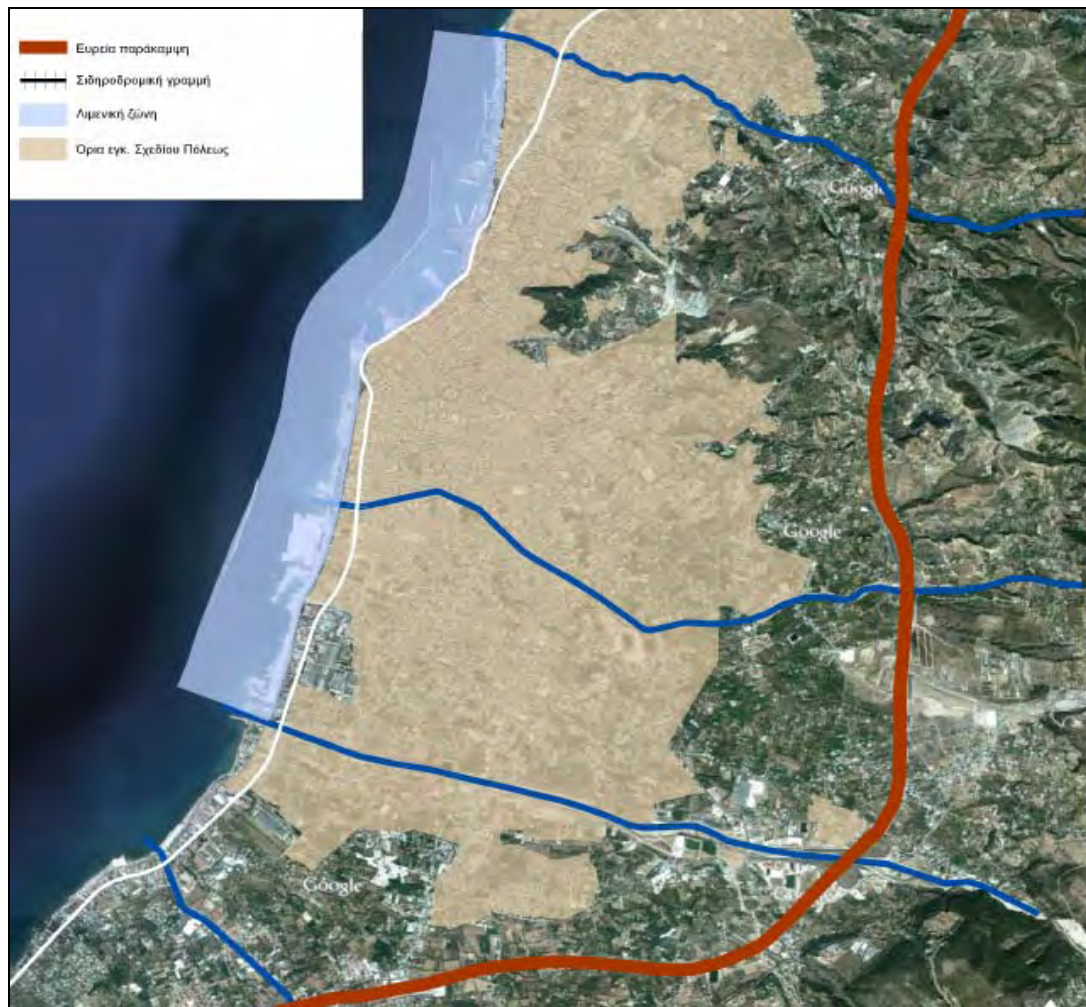 Ευρεία παράκαμψη
Σιδηροδρομική γραμμή
Λιμενική ζώνη
Όρια εγκ. Σχεδίου Πόλεως
Google
Google
Google